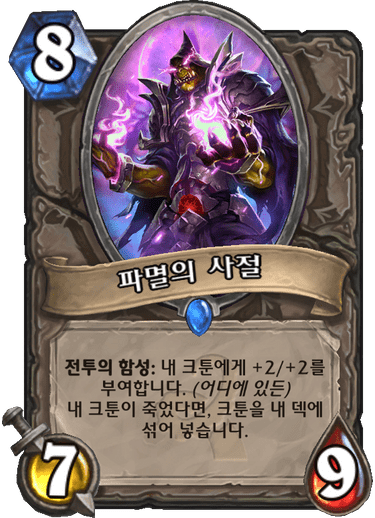 8
파멸의 사절
전투의 함성: 내 크툰에게 +2/+2를
부여합니다. (어디에 있든)
내 크툰이 죽었다면, 크툰을 내 덱에
섞어 넣습니다.
7
9